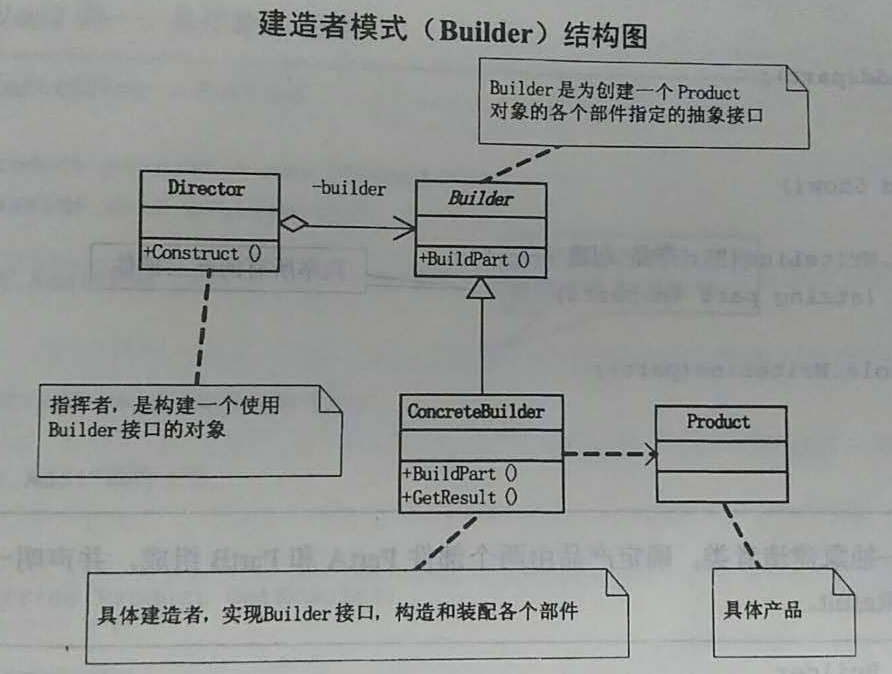 建造者模式（Builder）结构图
Builder是为创建一个Product
对象的各个部件指定的抽象接口
Director
-builder
Builder
+Construct()
+BuildPart()
指挥者，是构建一个使用
Builder接口的对象
ConcreteBuilder
Product
+BuildPart()
+GetResult()
具体建造者，实现Builder接口，构造和装配各个部件
具体产品